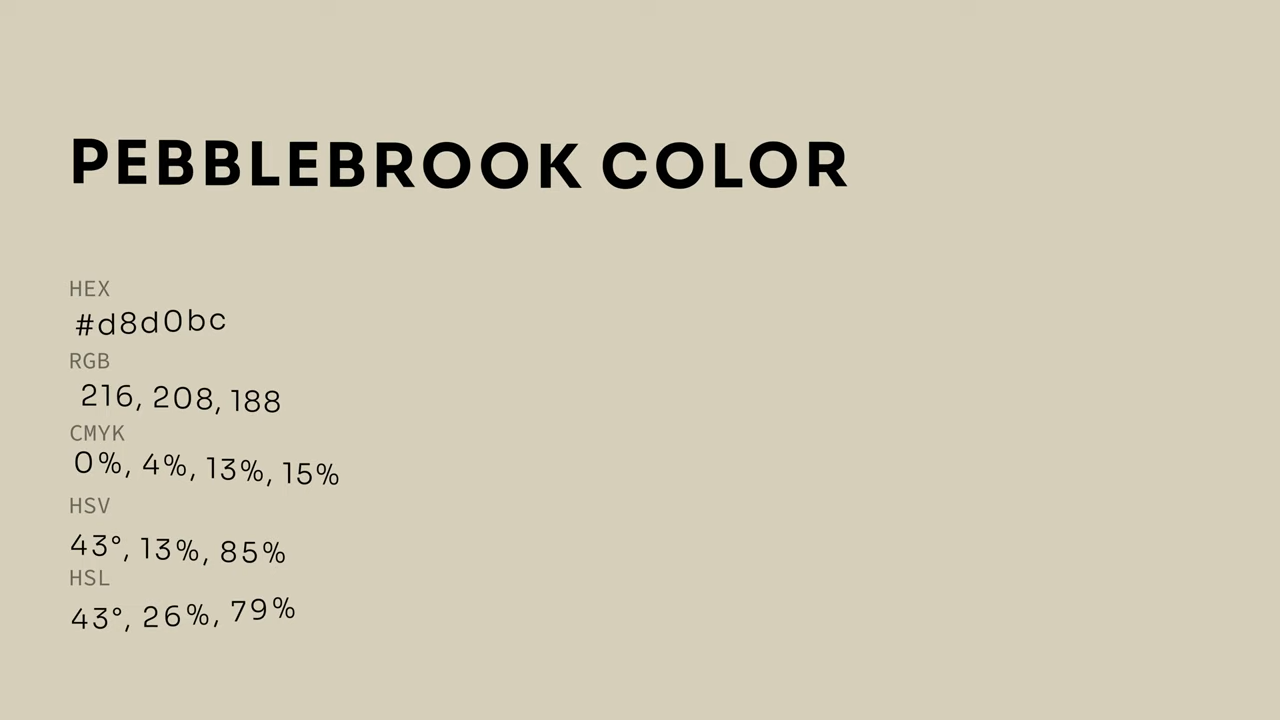 PEBBLEBROOK COLOR
HEX
#d8d0bc
RGB
216, 208, 188
CMYK
0%, 4%, 13%, 15%
HSV
43°, 13%, 85%
HSL
43°, 26%, 79%